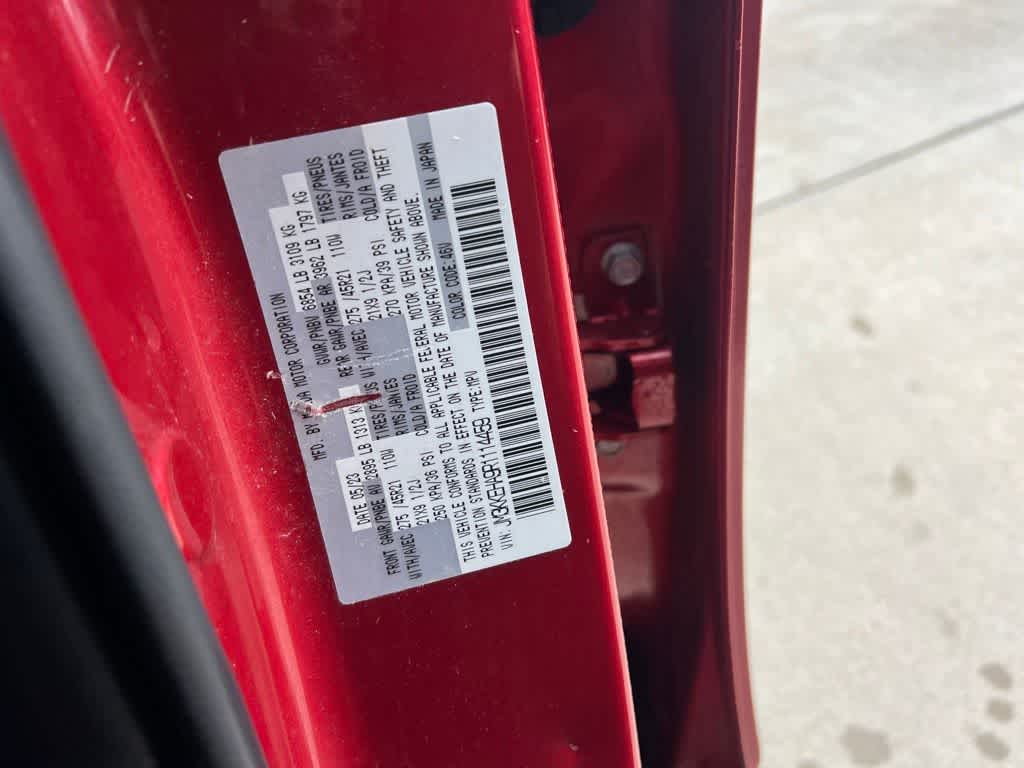 MFG. BY MAZDA MOTOR CORPORATION
DATE 05/23 GVWR/PNBV 6854 LB 3109 KG
FRONT GAWR/PNBE AV 2895 LB 1313 KG
WITH/AVEC 275 /45R21 110W TIRES/PNEUS
21X9 1/2J RIMS/JANTES
250 KPA/36 PSI COLD/A FROID
GVWR/PNBE AR 3962 LB 1797 KG
REAR GAWR/PNBE
WITH/AVEC 275 /45R21 110W TIRES/PNEUS
21X9 1/2J RIMS/JANTES
270 KPA/39 PSI COLD/A FROID
THIS VEHICLE CONFORMS TO ALL APPLICABLE FEDERAL MOTOR VEHICLE SAFETY AND THEFT
PREVENTION STANDARDS IN EFFECT ON THE DATE OF MANUFACTURE SHOWN ABOVE.
VIN: TYPE:MPV COLOR CODE:46V MADE IN JAPAN